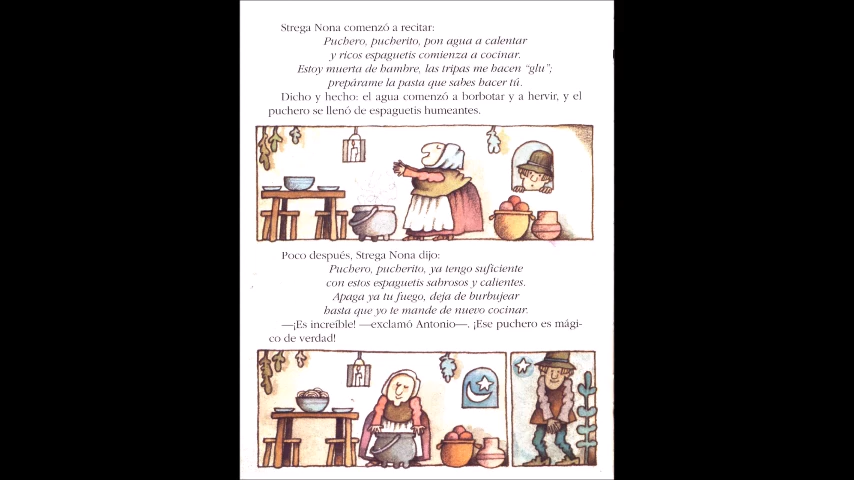 Strega Nona comenzó a recitar:
Puchero, pucherito, pon agua a calentar
y ricos espaguetis comienza a cocinar.
Estoy muerta de hambre, las tripas me hacen “glu”;
prepárame la pasta que sabes hacer tú.
Dicho y hecho: el agua comenzó a borbotar y a hervir, y el
puchero se llenó de espaguetis humeantes.
Poco después, Strega Nona dijo:
Puchero, pucherito, ya tengo suficiente
con estos espaguetis sabrosos y calientes.
Apaga ya tu fuego, deja de burbujear
hasta que yo te mande de nuevo cocinar.
—¡Es increíble! —exclamó Antonio—. ¡Ese puchero es mági-
co de verdad!